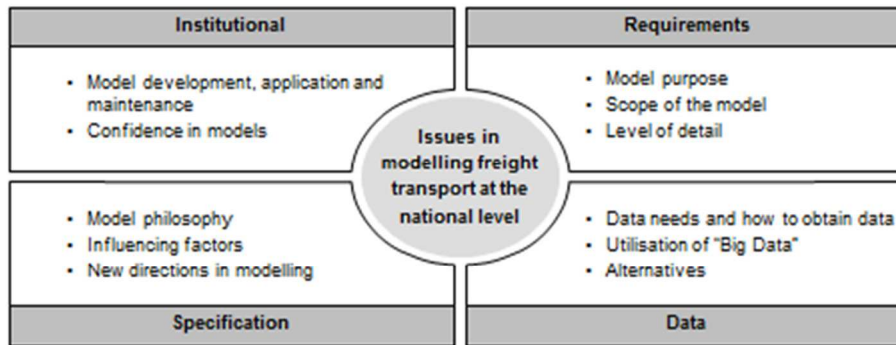 Institutional
• Model development, application and
maintenance
• Confidence in models
Requirements
• Model purpose
• Scope of the model
• Level of detail
Issues in
modelling freight
transport at the
national level
• Model philosophy
• Influencing factors
• New directions in modelling
Specification
• Data needs and how to obtain data
• Utilisation of "Big Data"
• Alternatives
Data